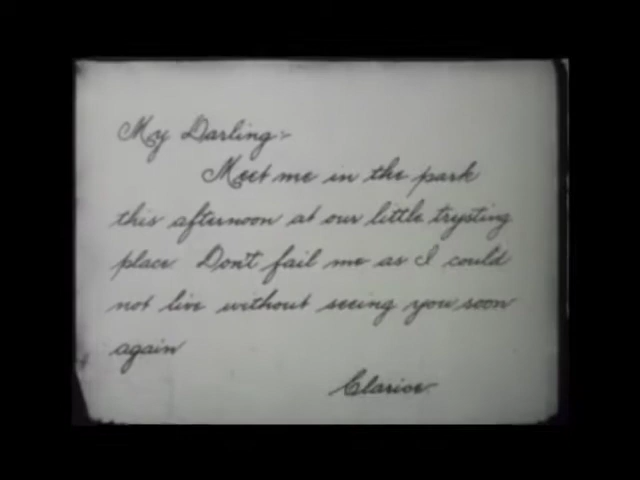 My Darling:-
Meet me in the park
this afternoon at our little trysting
place. Don't fail me as I could
not live without seeing you soon
again
Clarice.